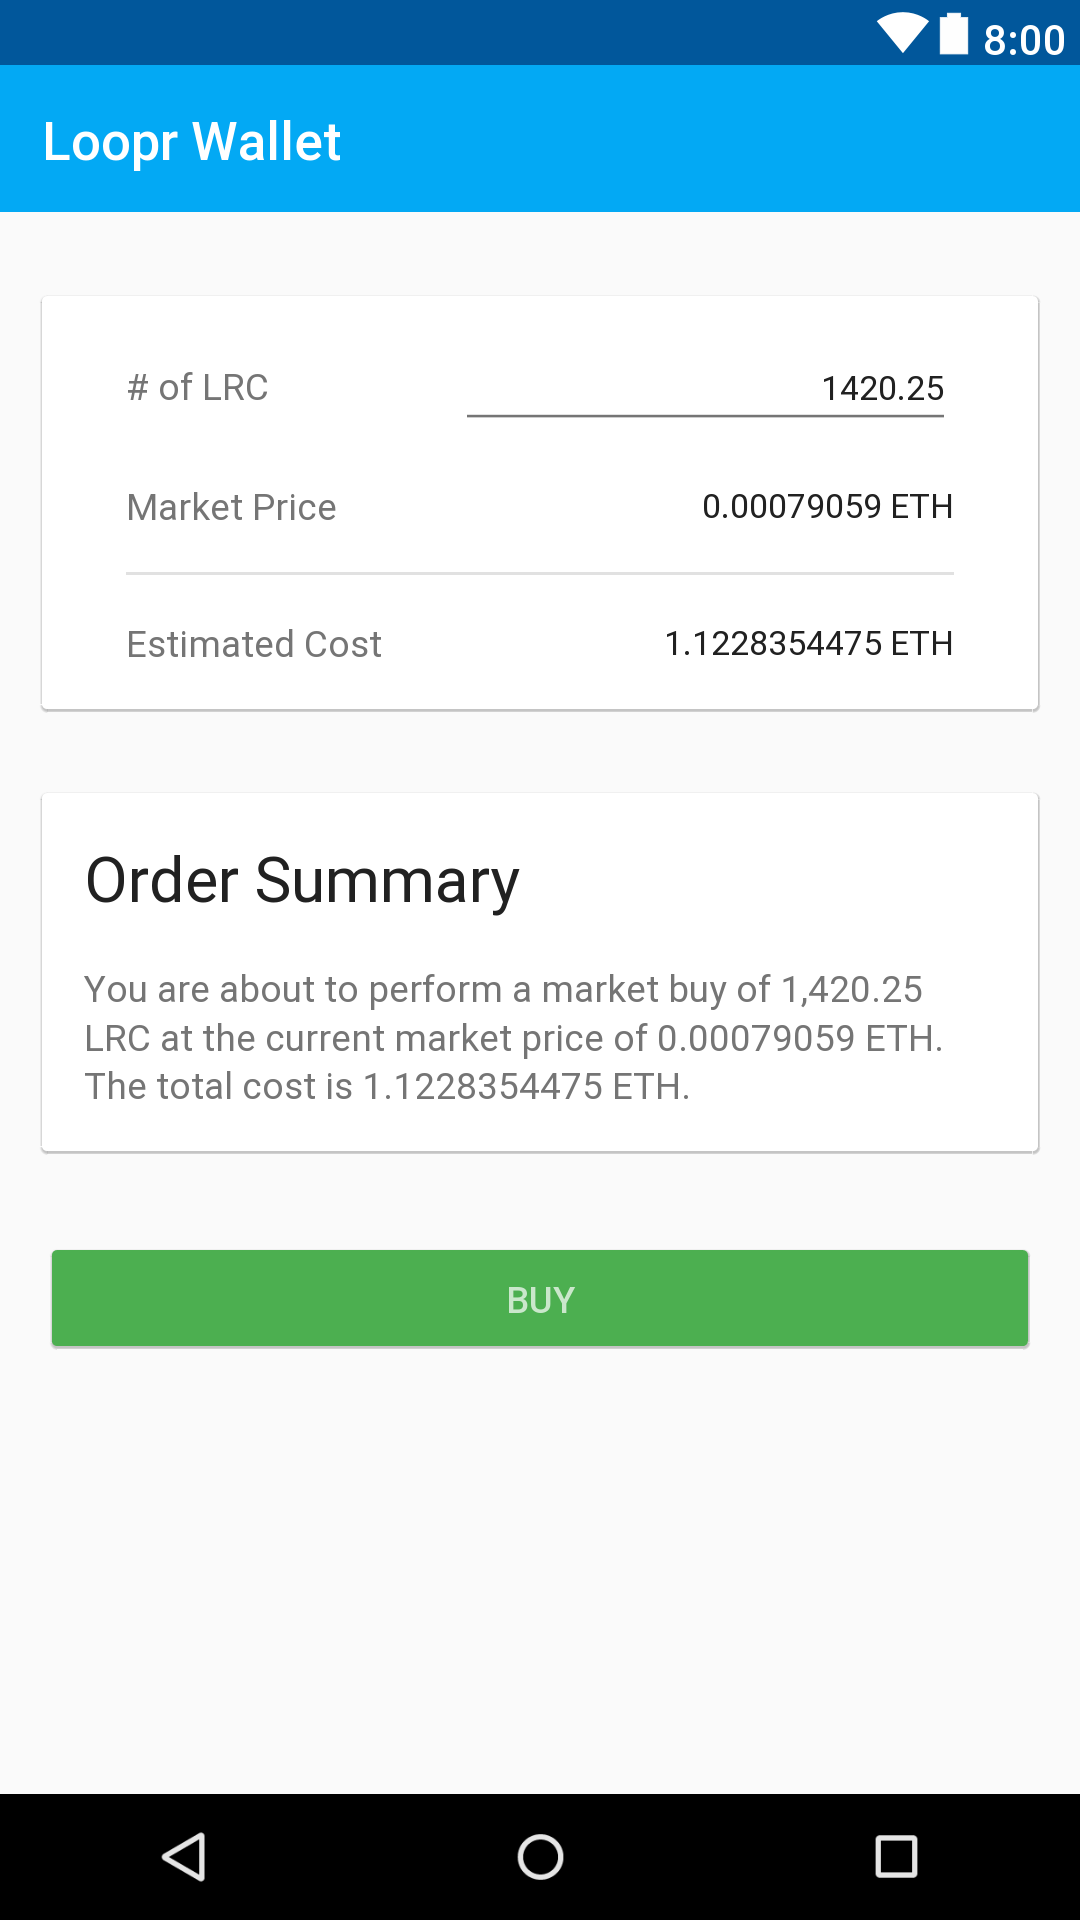 8:00
Loopr Wallet
# of LRC 1420.25
Market Price 0.00079059 ETH
Estimated Cost 1.1228354475 ETH
Order Summary
You are about to perform a market buy of 1,420.25
LRC at the current market price of 0.00079059 ETH.
The total cost is 1.1228354475 ETH.
BUY